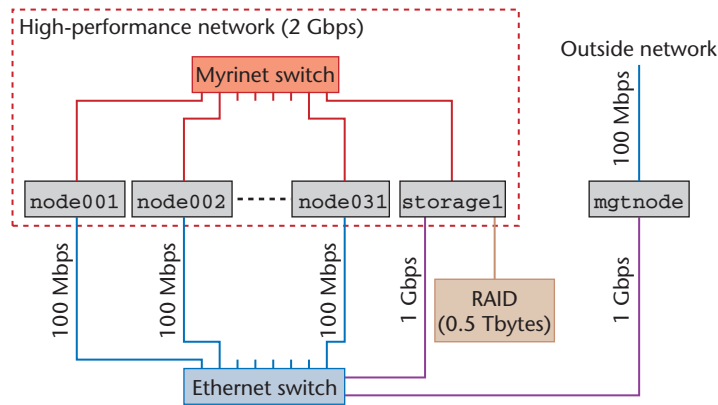 High-performance network (2 Gbps)
Outside network
Myrinet switch
100 Mbps
node001
node002
node031
storage1
mgtnode
100 Mbps
100 Mbps
100 Mbps
1 Gbps
RAID
(0.5 Tbytes)
1 Gbps
Ethernet switch